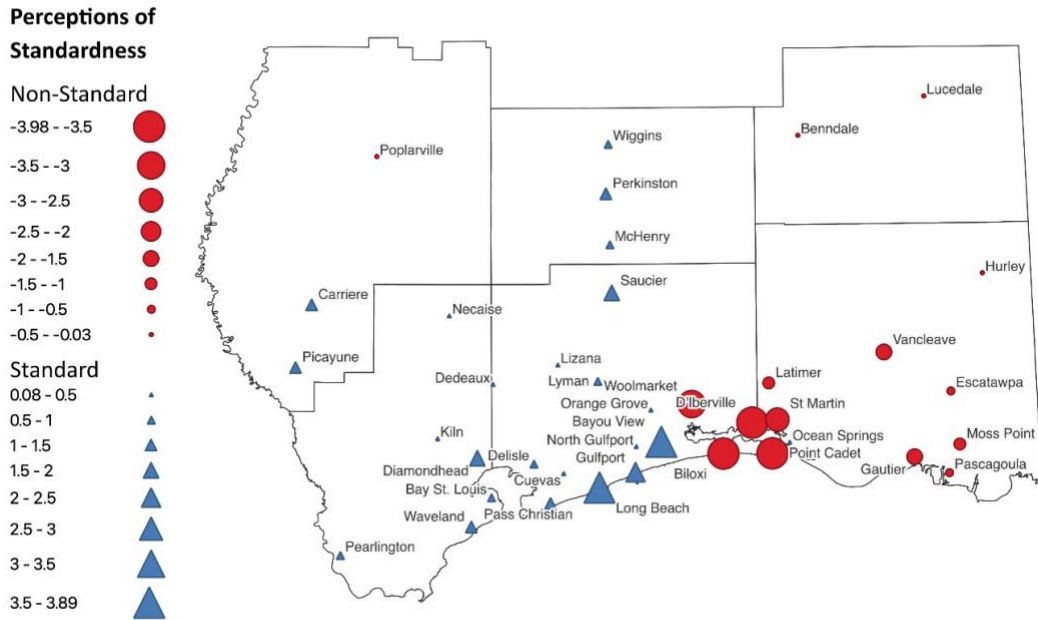 Perceptions of
Standardness
Non-Standard
-3.98 - -3.5
-3.5 - -3
-3 - -2.5
-2.5 - -2
-2 - -1.5
-1.5 - -1
-1 - -0.5
-0.5 - -0.03
Standard
0.08 - 0.5
0.5 - 1
1 - 1.5
1.5 - 2
2 - 2.5
2.5 - 3
3 - 3.5
3.5 - 3.89
Lucedale
Benndale
Wiggins
Poplarville
Perkinston
McHenry
Hurley
Saucier
Carriere
Necaise
Vancleave
Picayune
Lizana
Latimer
Dedeaux
Lyman
Woolmarket
Escatawpa
Orange Grove
D'Iberville
St Martin
Bayou View
Kiln
North Gulfport
Ocean Springs
Moss Point
Delisle
Gulfport
Point Cadet
Diamondhead
Cuevas
Biloxi
Gautier
Pascagoula
Bay St. Louis
Long Beach
Waveland
Pass Christian
Pearlington